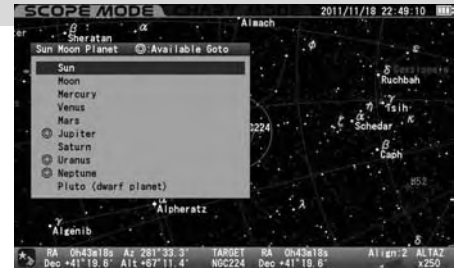 SCOPE MODE 2011/11/18 22:49:10
Almach
α
β
Sheratan
Sun Moon Planet ◎:Available Goto
Sun
Moon
Mercury
Venus
Mars
◎ Jupiter
Saturn
◎ Uranus
◎ Neptune
Pluto (dwarf planet)
φ
ε
δ
Ruchbah
γ
η Tsih
ζ α κ
Schedar
224
β
Caph
M52
α
Alpheratz
λ
γ
Algenib
δ
RA 0h43m18s Az 281°33.3' TARGET RA 0h43m18s Align:2 ALTAZ
Dec +41°19.6' Alt +67°11.4' NGC224 Dec +41°19.6' x250